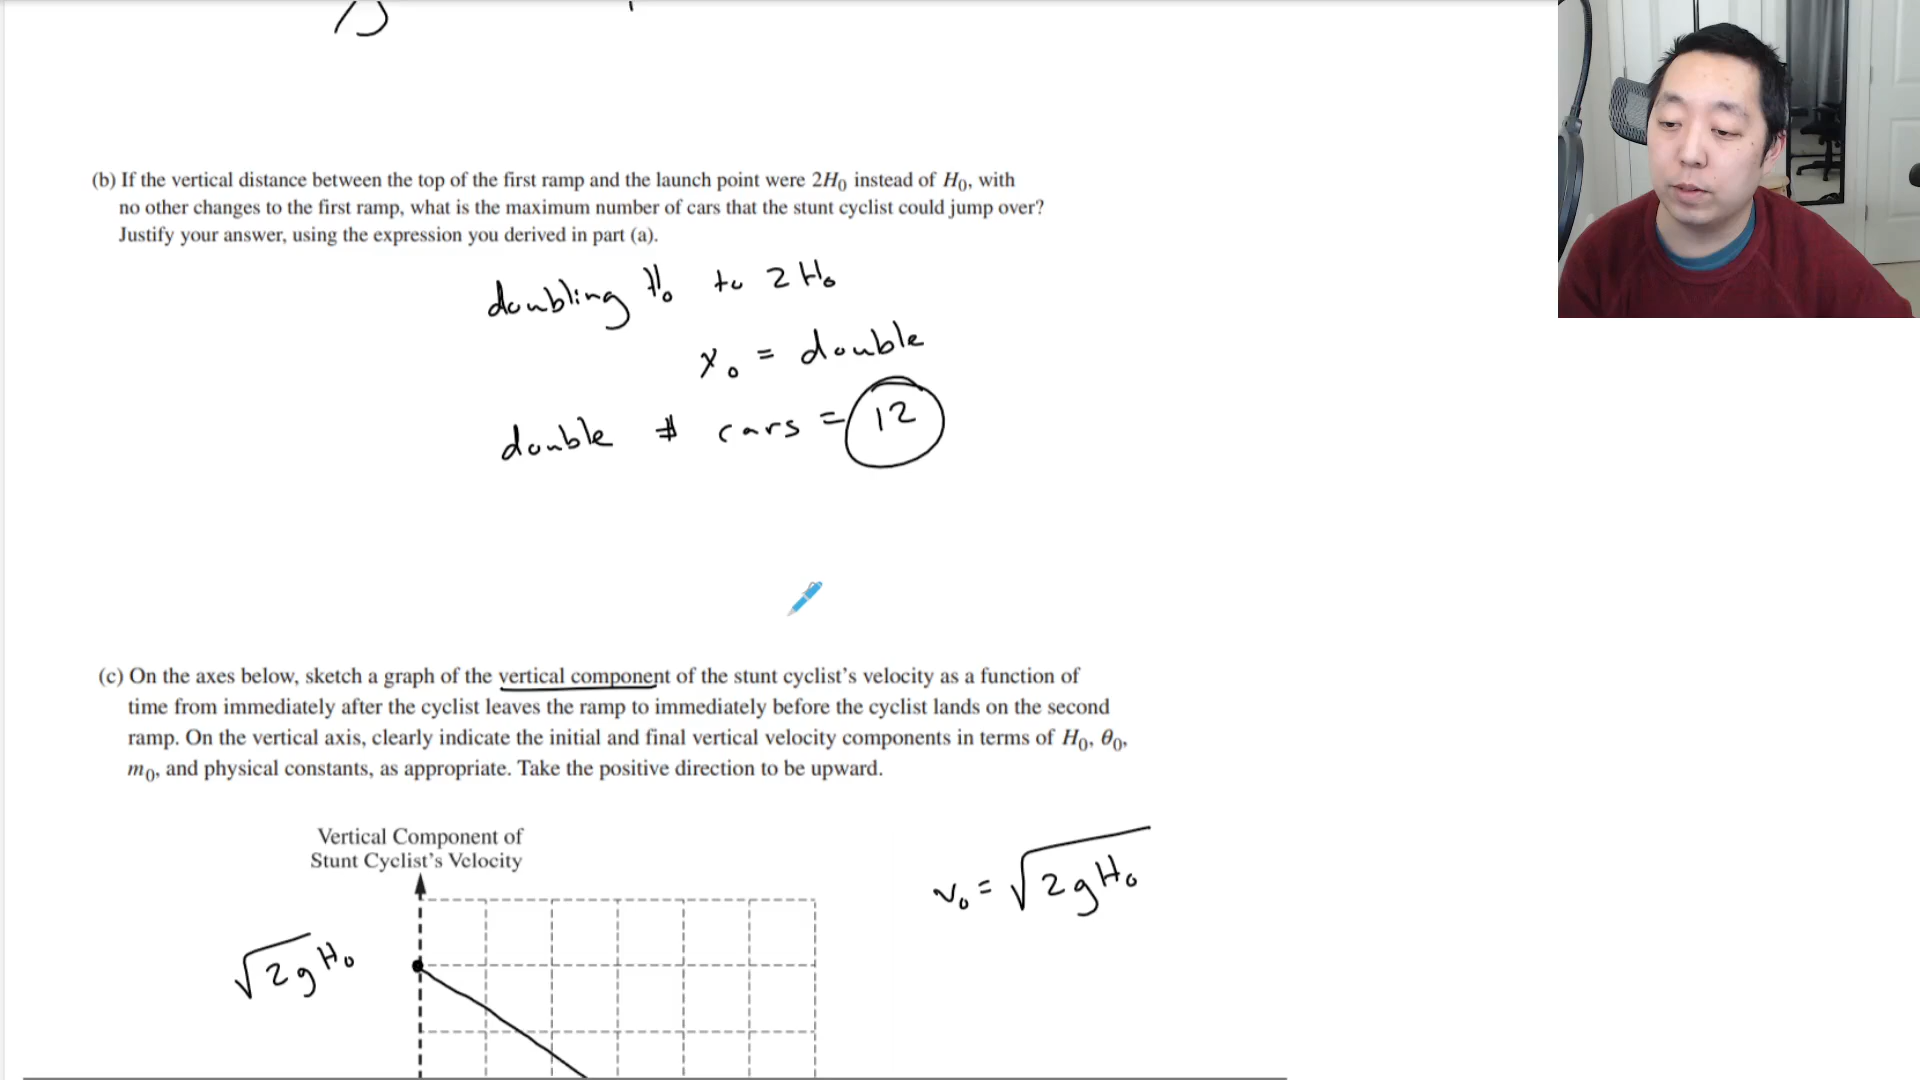 (b) If the vertical distance between the top of the first ramp and the launch point were 2H₀ instead of H₀, with
no other changes to the first ramp, what is the maximum number of cars that the stunt cyclist could jump over?
Justify your answer, using the expression you derived in part (a).
doubling H₀ to 2H₀
x₀ = double
double # cars = 12
(c) On the axes below, sketch a graph of the vertical component of the stunt cyclist's velocity as a function of
time from immediately after the cyclist leaves the ramp to immediately before the cyclist lands on the second
ramp. On the vertical axis, clearly indicate the initial and final vertical velocity components in terms of H₀, θ₀,
m₀, and physical constants, as appropriate. Take the positive direction to be upward.
Vertical Component of
Stunt Cyclist's Velocity
v₀ = √2gH₀
√2gH₀